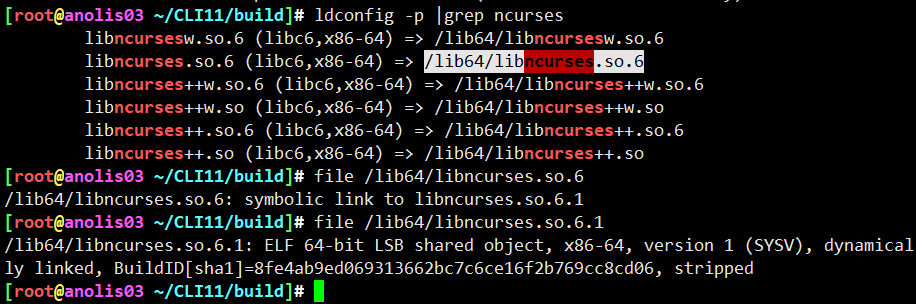 [root@anolis03 ~/CLI11/build]# ldconfig -p |grep ncurses
libncursesw.so.6 (libc6,x86-64) => /lib64/libncursesw.so.6
libncurses.so.6 (libc6,x86-64) => /lib64/libncurses.so.6
libncurses++w.so.6 (libc6,x86-64) => /lib64/libncurses++w.so.6
libncurses++w.so (libc6,x86-64) => /lib64/libncurses++w.so
libncurses++.so.6 (libc6,x86-64) => /lib64/libncurses++.so.6
libncurses++.so (libc6,x86-64) => /lib64/libncurses++.so
[root@anolis03 ~/CLI11/build]# file /lib64/libncurses.so.6
/lib64/libncurses.so.6: symbolic link to libncurses.so.6.1
[root@anolis03 ~/CLI11/build]# file /lib64/libncurses.so.6.1
/lib64/libncurses.so.6.1: ELF 64-bit LSB shared object, x86-64, version 1 (SYSV), dynamical
ly linked, BuildID[sha1]=8fe4ab9ed069313662bc7c6ce16f2b769cc8cd06, stripped
[root@anolis03 ~/CLI11/build]#